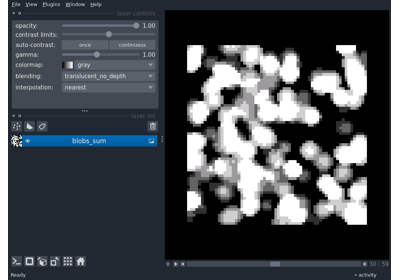 File View Plugins Window Help
layer controls
opacity: 1.00
contrast limits:
auto-contrast: once continuous
gamma: 1.00
colormap: gray
blending: translucent_no_depth
interpolation: nearest
layer list
blobs_sum
30 59
Ready
activity